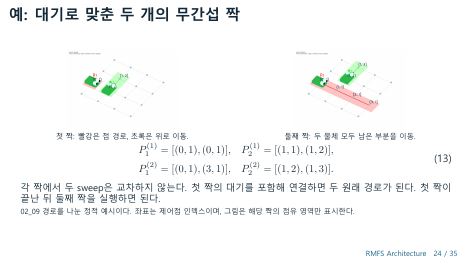 예: 대기로 맞춘 두 개의 무간섭 짝
첫 짝: 빨강은 점 경로, 초록은 위로 이동.
둘째 짝: 두 물체 모두 남은 부분을 이동.
P₁⁽¹⁾ = [(0, 1), (0, 1)], P₂⁽¹⁾ = [(1, 1), (1, 2)],
P₁⁽²⁾ = [(0, 1), (3, 1)], P₂⁽²⁾ = [(1, 2), (1, 3)].
(13)
각 짝에서 두 sweep은 교차하지 않는다. 첫 짝의 대기를 포함해 연결하면 두 원래 경로가 된다. 첫 짝이
끝난 뒤 둘째 짝을 실행하면 된다.
02_09 경로를 나눈 정적 예시이다. 좌표는 제어점 인덱스이며, 그림은 해당 짝의 점유 영역만 표시한다.
RMFS Architecture 24 / 35